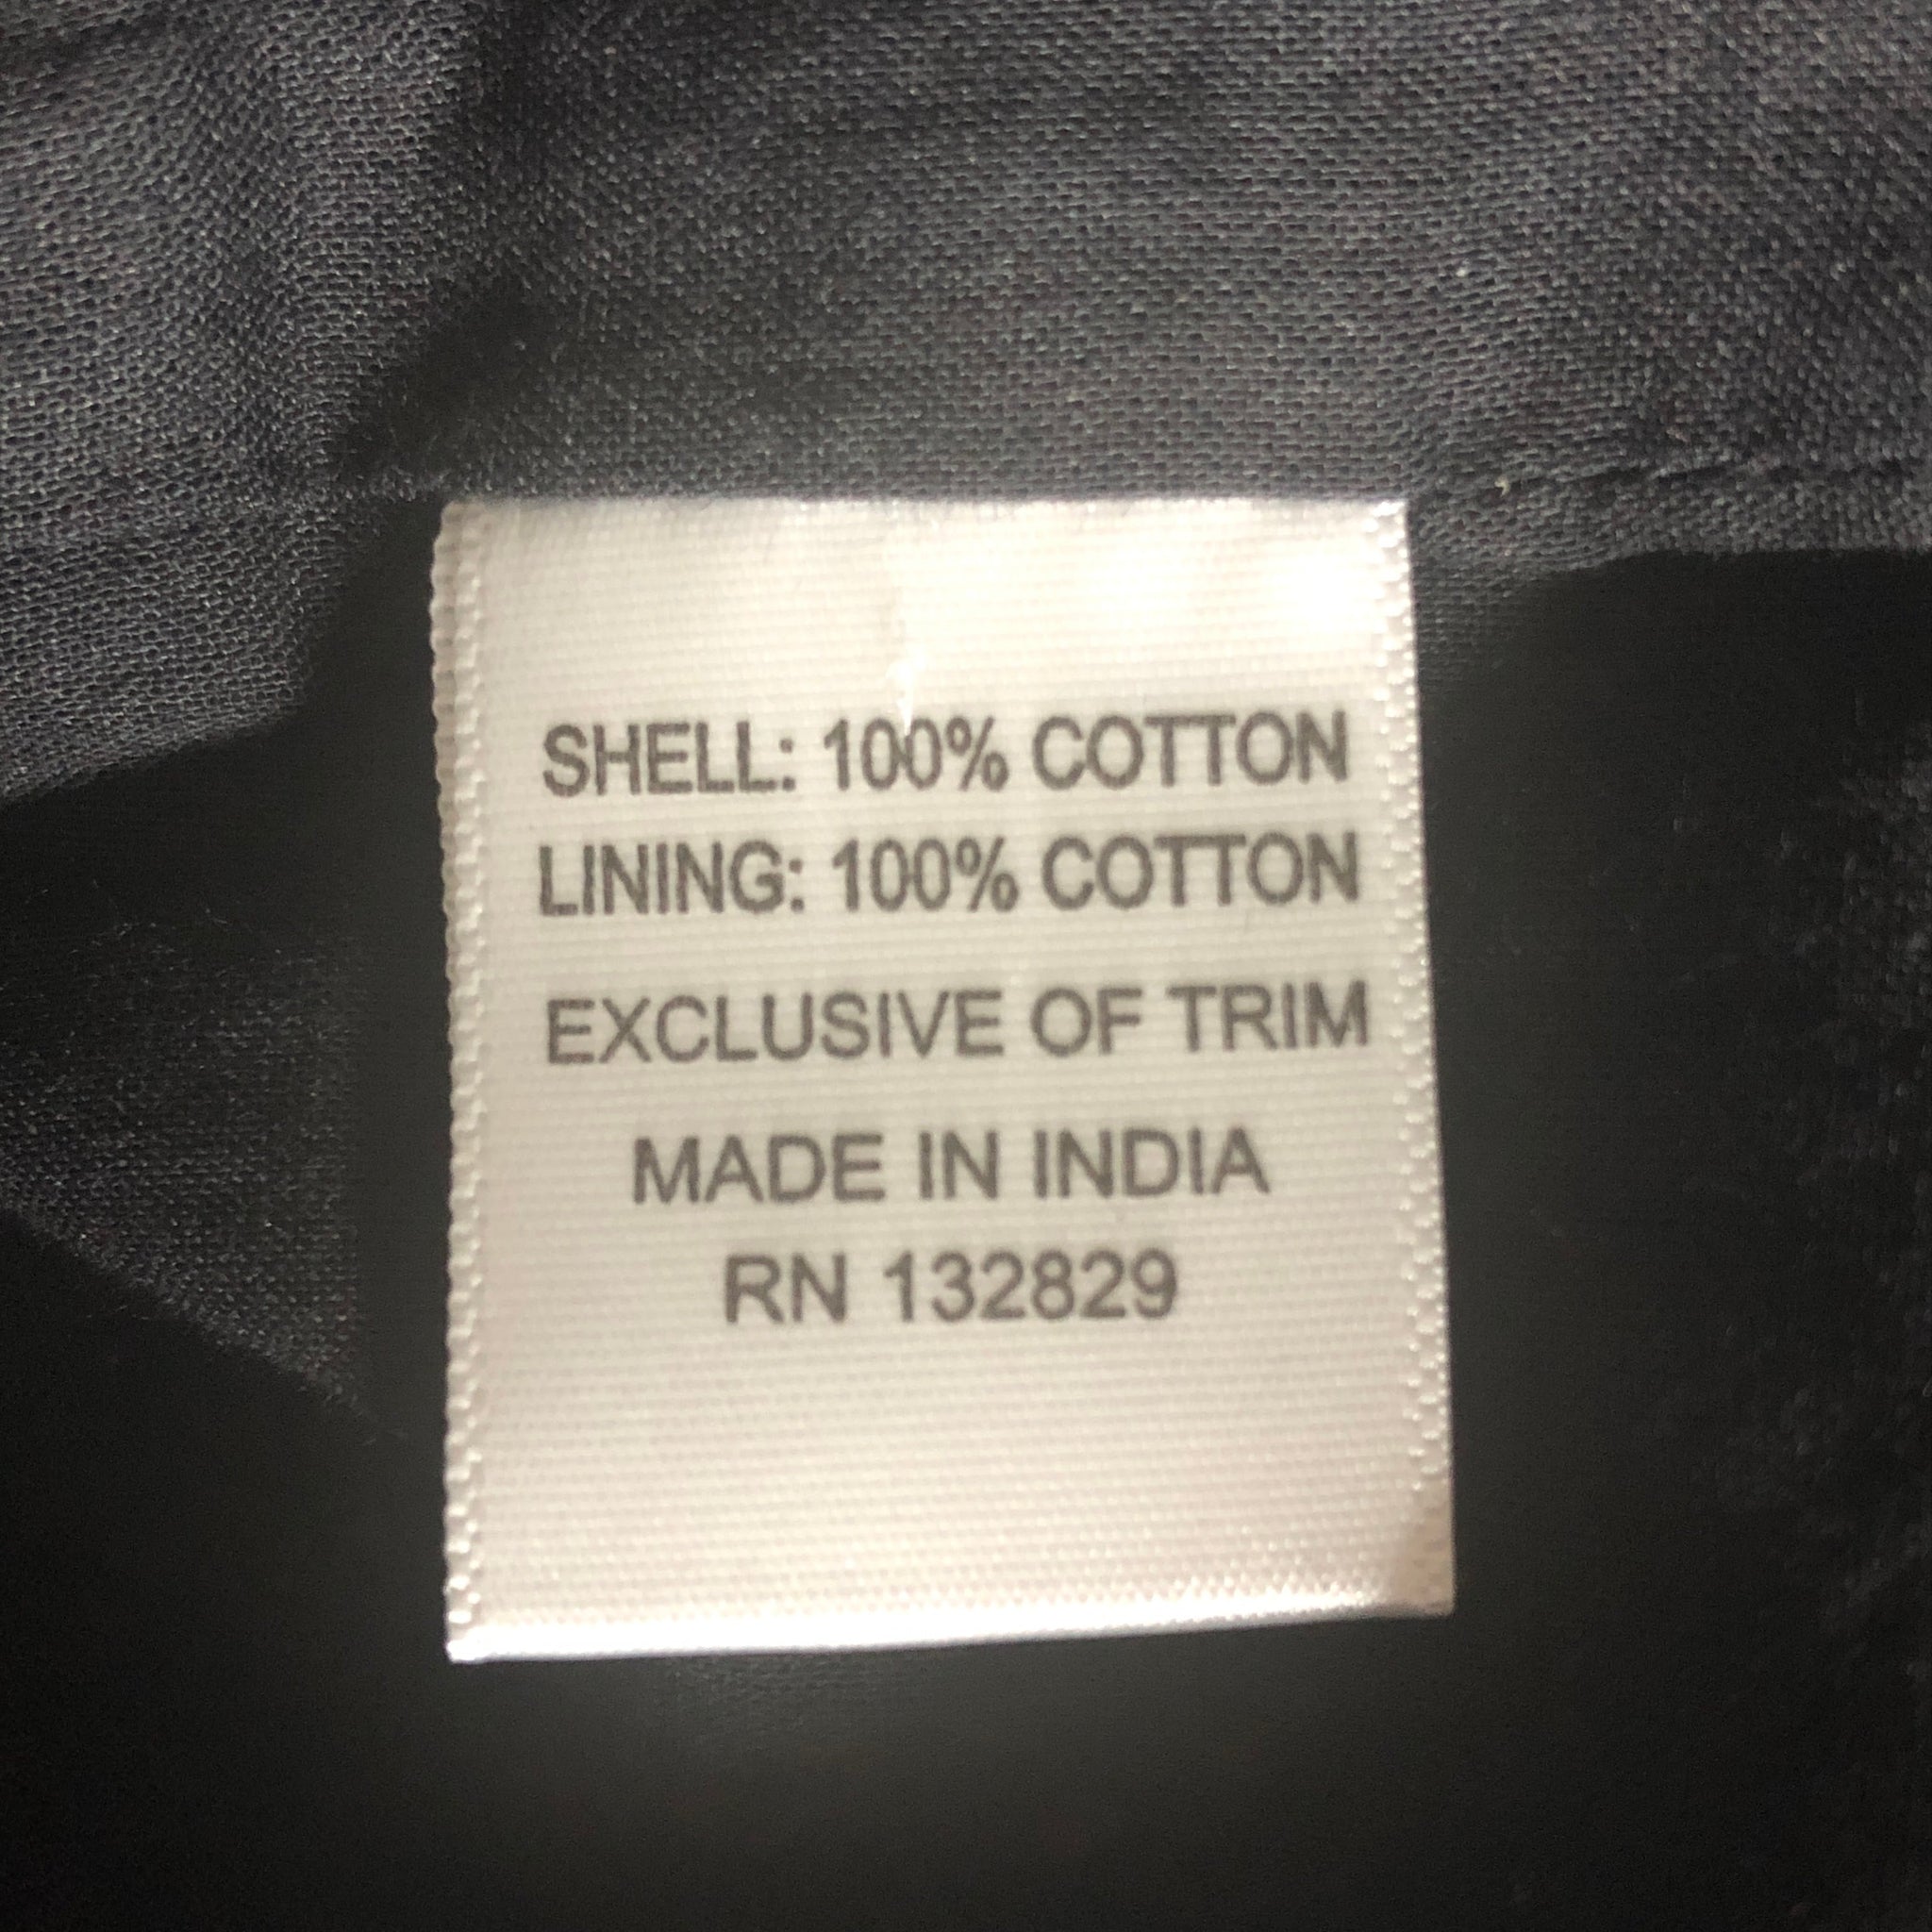 SHELL: 100% COTTON
LINING: 100% COTTON
EXCLUSIVE OF TRIM
MADE IN INDIA
RN 132829